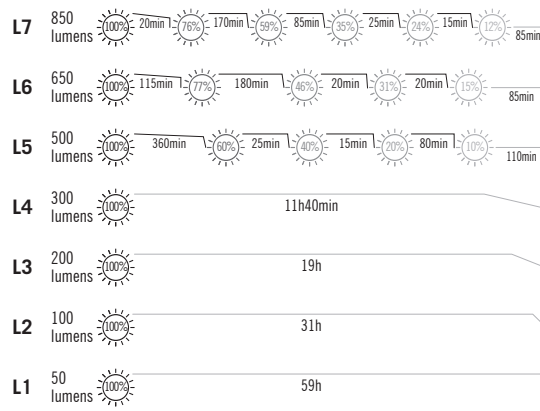 L7 850 lumens 100% 20min 76% 170min 59% 85min 35% 25min 24% 15min 12% 85min
L6 650 lumens 100% 115min 77% 180min 46% 20min 31% 20min 15% 85min
L5 500 lumens 100% 360min 60% 25min 40% 15min 20% 80min 10% 110min
L4 300 lumens 100% 11h40min
L3 200 lumens 100% 19h
L2 100 lumens 100% 31h
L1 50 lumens 100% 59h